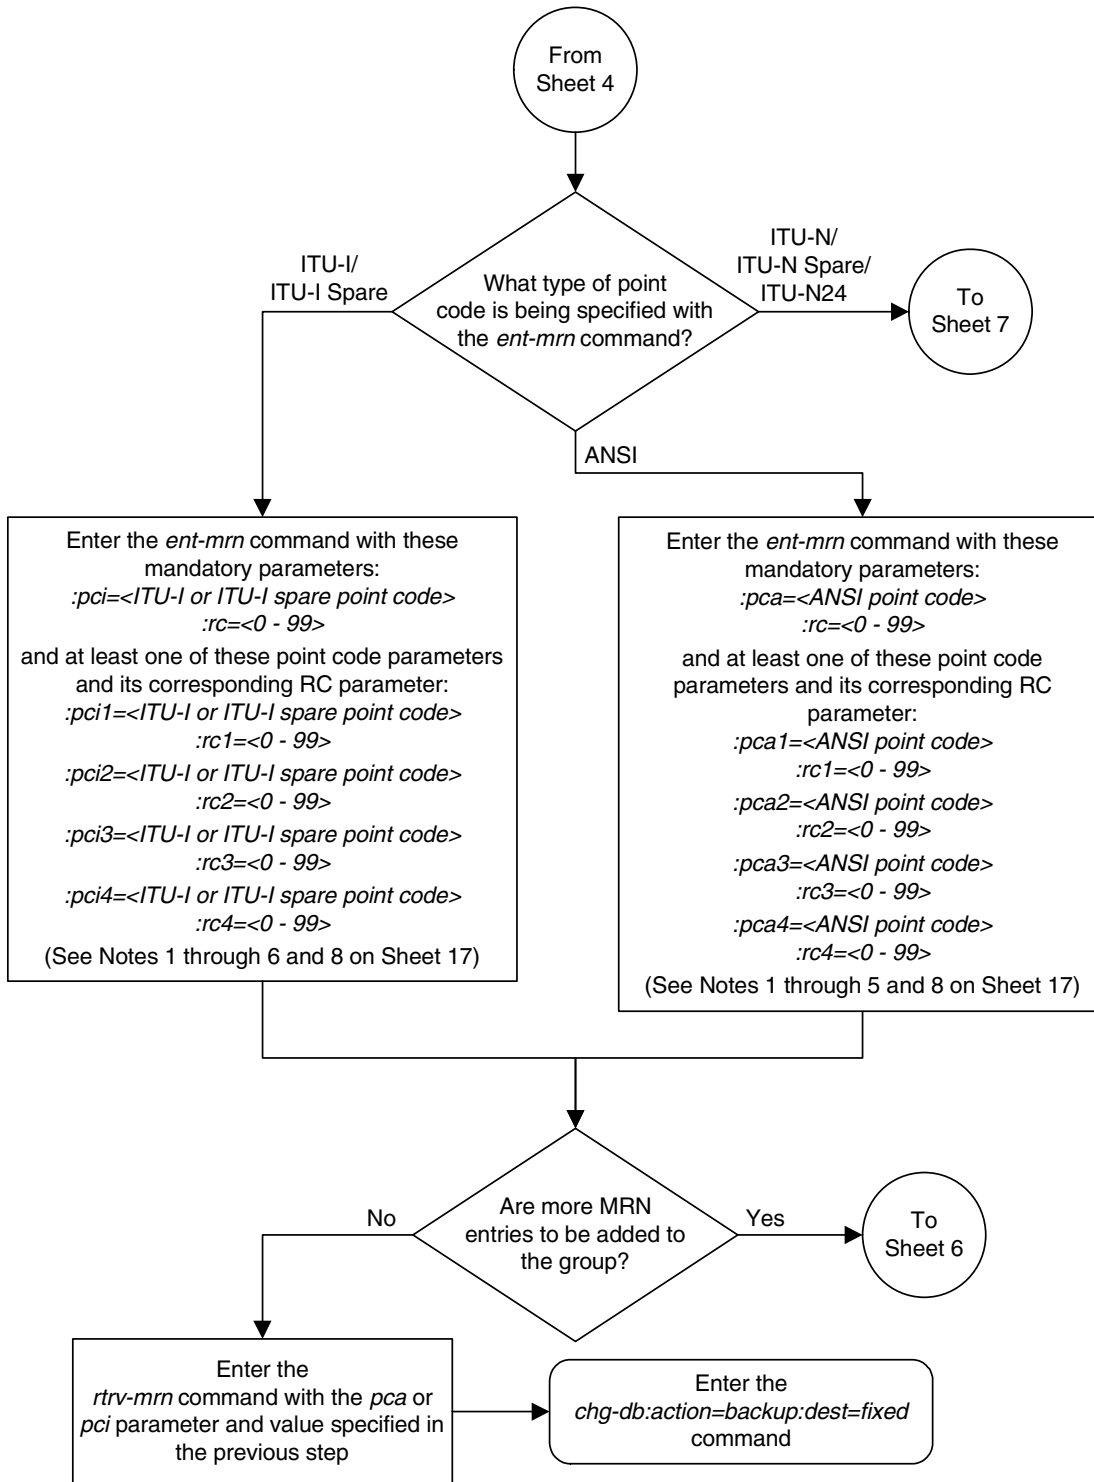 From
Sheet 4
ITU-I/
ITU-I Spare
What type of point
code is being specified with
the ent-mrn command?
ITU-N/
ITU-N Spare/
ITU-N24
To
Sheet 7
ANSI
Enter the ent-mrn command with these
mandatory parameters:
:pci=<ITU-I or ITU-I spare point code>
:rc=<0 - 99>
and at least one of these point code parameters
and its corresponding RC parameter:
:pci1=<ITU-I or ITU-I spare point code>
:rc1=<0 - 99>
:pci2=<ITU-I or ITU-I spare point code>
:rc2=<0 - 99>
:pci3=<ITU-I or ITU-I spare point code>
:rc3=<0 - 99>
:pci4=<ITU-I or ITU-I spare point code>
:rc4=<0 - 99>
(See Notes 1 through 6 and 8 on Sheet 17)
Enter the ent-mrn command with these
mandatory parameters:
:pca=<ANSI point code>
:rc=<0 - 99>
and at least one of these point code
parameters and its corresponding RC
parameter:
:pca1=<ANSI point code>
:rc1=<0 - 99>
:pca2=<ANSI point code>
:rc2=<0 - 99>
:pca3=<ANSI point code>
:rc3=<0 - 99>
:pca4=<ANSI point code>
:rc4=<0 - 99>
(See Notes 1 through 5 and 8 on Sheet 17)
No
Are more MRN
entries to be added to
the group?
Yes
To
Sheet 6
Enter the
rtrv-mrn command with the pca or
pci parameter and value specified in
the previous step
Enter the
chg-db:action=backup:dest=fixed
command